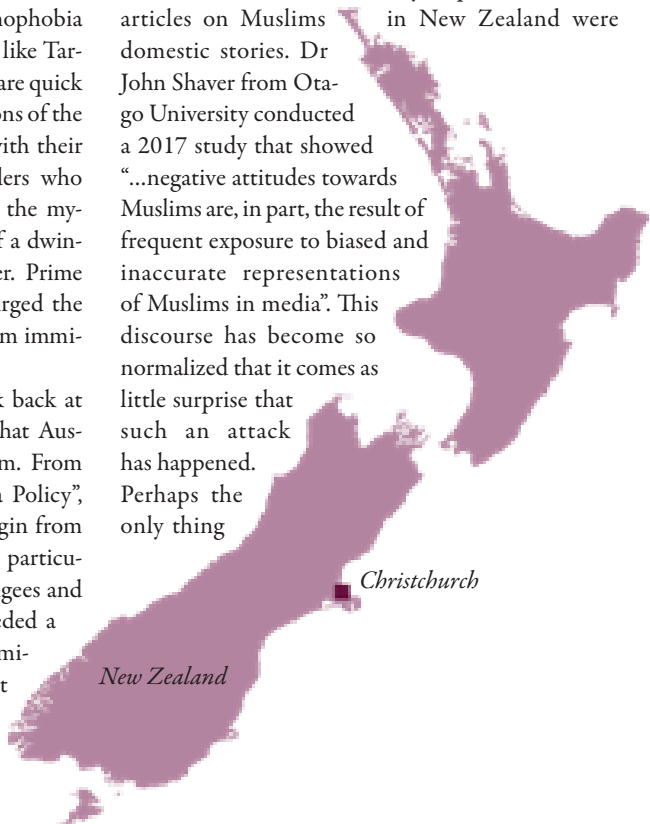 nophobia
like Tar-
are quick
ons of the
with their
lers who
the my-
f a dwin-
er. Prime
rged the
m immi-
k back at
hat Aus-
m. From
a Policy”,
gin from
particu-
gees and
eded a
mi-
t
articles on Muslims
domestic stories. Dr
John Shaver from Ota-
go University conducted
a 2017 study that showed
“...negative attitudes towards
Muslims are, in part, the result of
frequent exposure to biased and
inaccurate representations
of Muslims in media”. This
discourse has become so
normalized that it comes as
little surprise that
such an attack
has happened.
Perhaps the
only thing
in New Zealand were
Christchurch
New Zealand